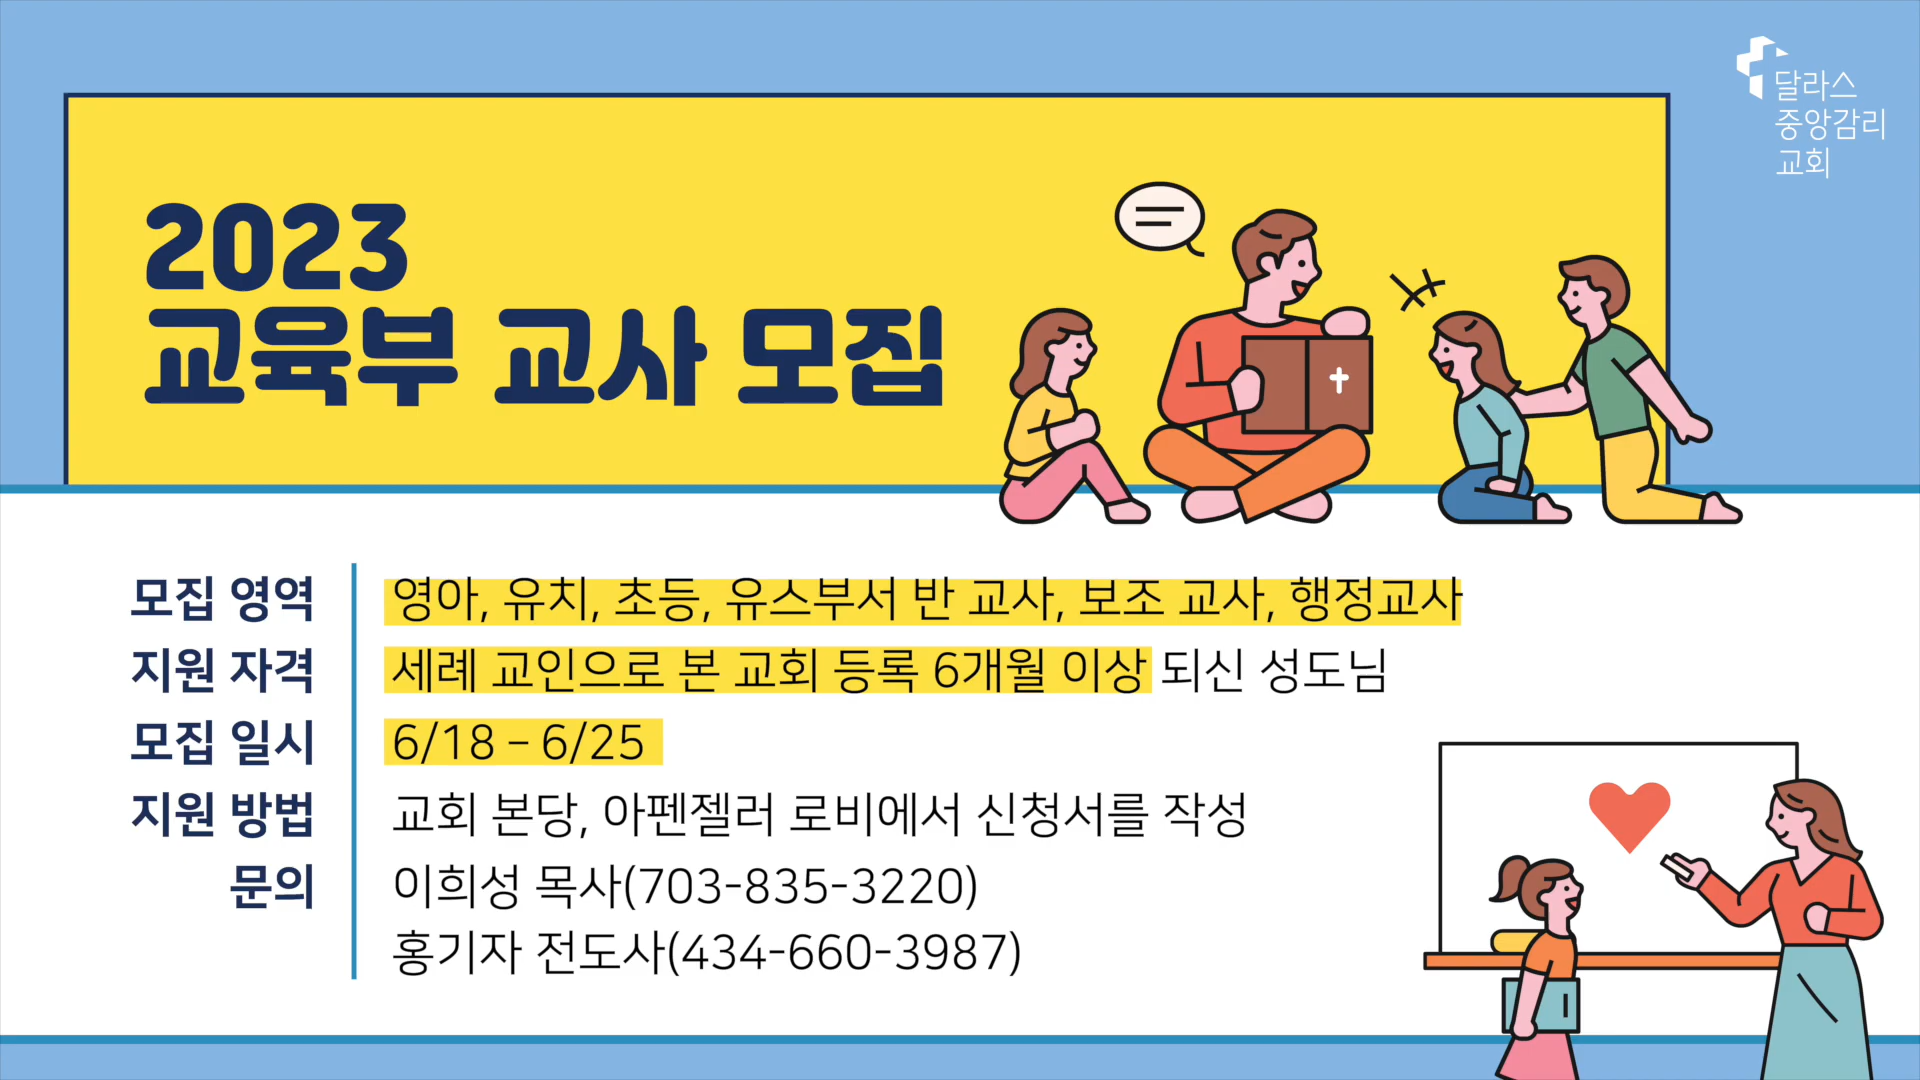 달라스
중앙감리
교회
2023
교육부 교사 모집
모집 영역 영아, 유치, 초등, 유스부서 반 교사, 보조 교사, 행정교사
지원 자격 세례 교인으로 본 교회 등록 6개월 이상 되신 성도님
모집 일시 6/18 – 6/25
지원 방법 교회 본당, 아펜젤러 로비에서 신청서를 작성
문의 이희성 목사(703-835-3220)
홍기자 전도사(434-660-3987)